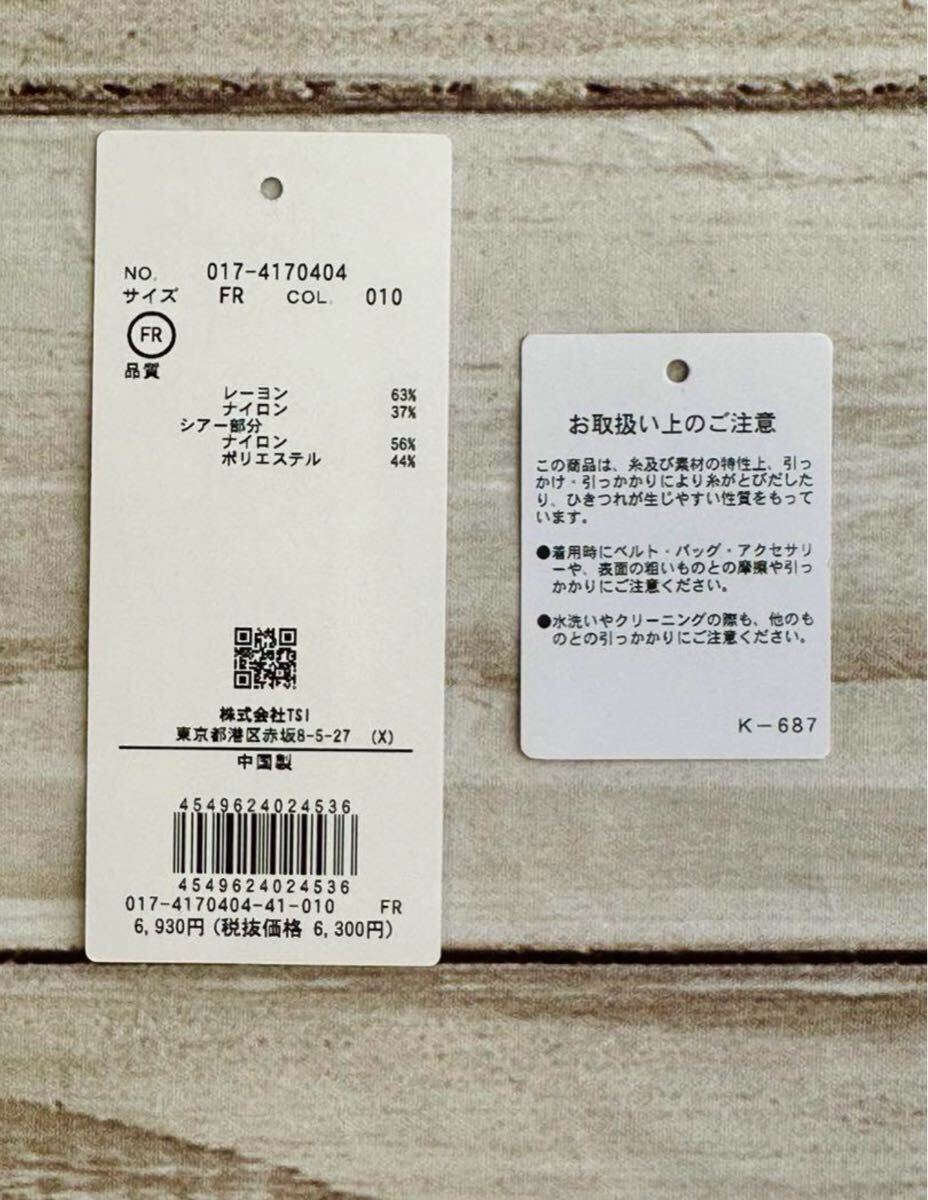 NO. 017-4170404
サイズ FR COL. 010
FR
品質
レーヨン 63%
ナイロン 37%
シアー部分
ナイロン 56%
ポリエステル 44%
株式会社TSI
東京都港区赤坂8-5-27 (X)
中国製
4549624024536
4549624024536
017-4170404-41-010 FR
6,930円(税抜価格 6,300円)
お取扱い上のご注意
この商品は、糸及び素材の特性上、引っ
かけ・引っかかりにより糸がとびだした
り、ひきつれが生じやすい性質をもって
います。
●着用時にベルト・バッグ・アクセサリ
ーや、表面の粗いものとの摩擦や引っ
かかりにご注意ください。
●水洗いやクリーニングの際も、他のも
のとの引っかかりにご注意ください。
K-687